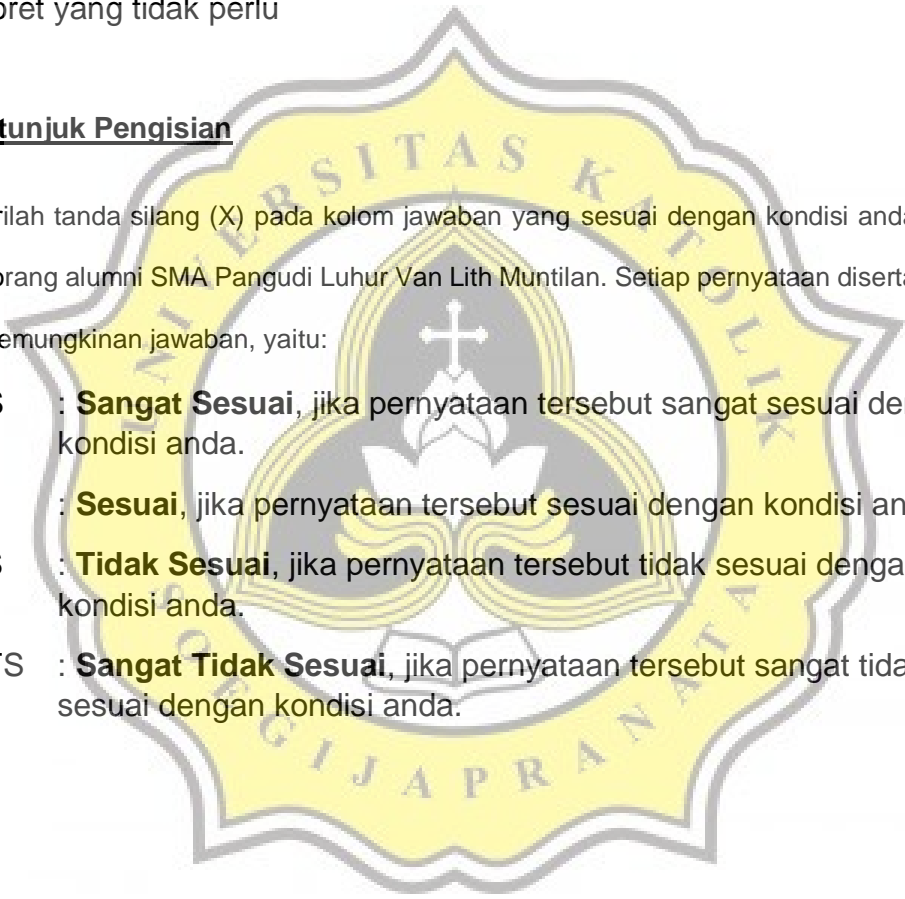 pret yang tidak perlu
tunjuk Pengisian
rilah tanda silang (X) pada kolom jawaban yang sesuai dengan kondisi anda
orang alumni SMA Pangudi Luhur Van Lith Muntilan. Setiap pernyataan diserta
emungkinan jawaban, yaitu:
S : Sangat Sesuai, jika pernyataan tersebut sangat sesuai de
kondisi anda.
: Sesuai, jika pernyataan tersebut sesuai dengan kondisi an
S : Tidak Sesuai, jika pernyataan tersebut tidak sesuai denga
kondisi anda.
TS : Sangat Tidak Sesuai, jika pernyataan tersebut sangat tida
sesuai dengan kondisi anda.
UNIVERSITAS KATOLIK
SOEGIJAPRANATA